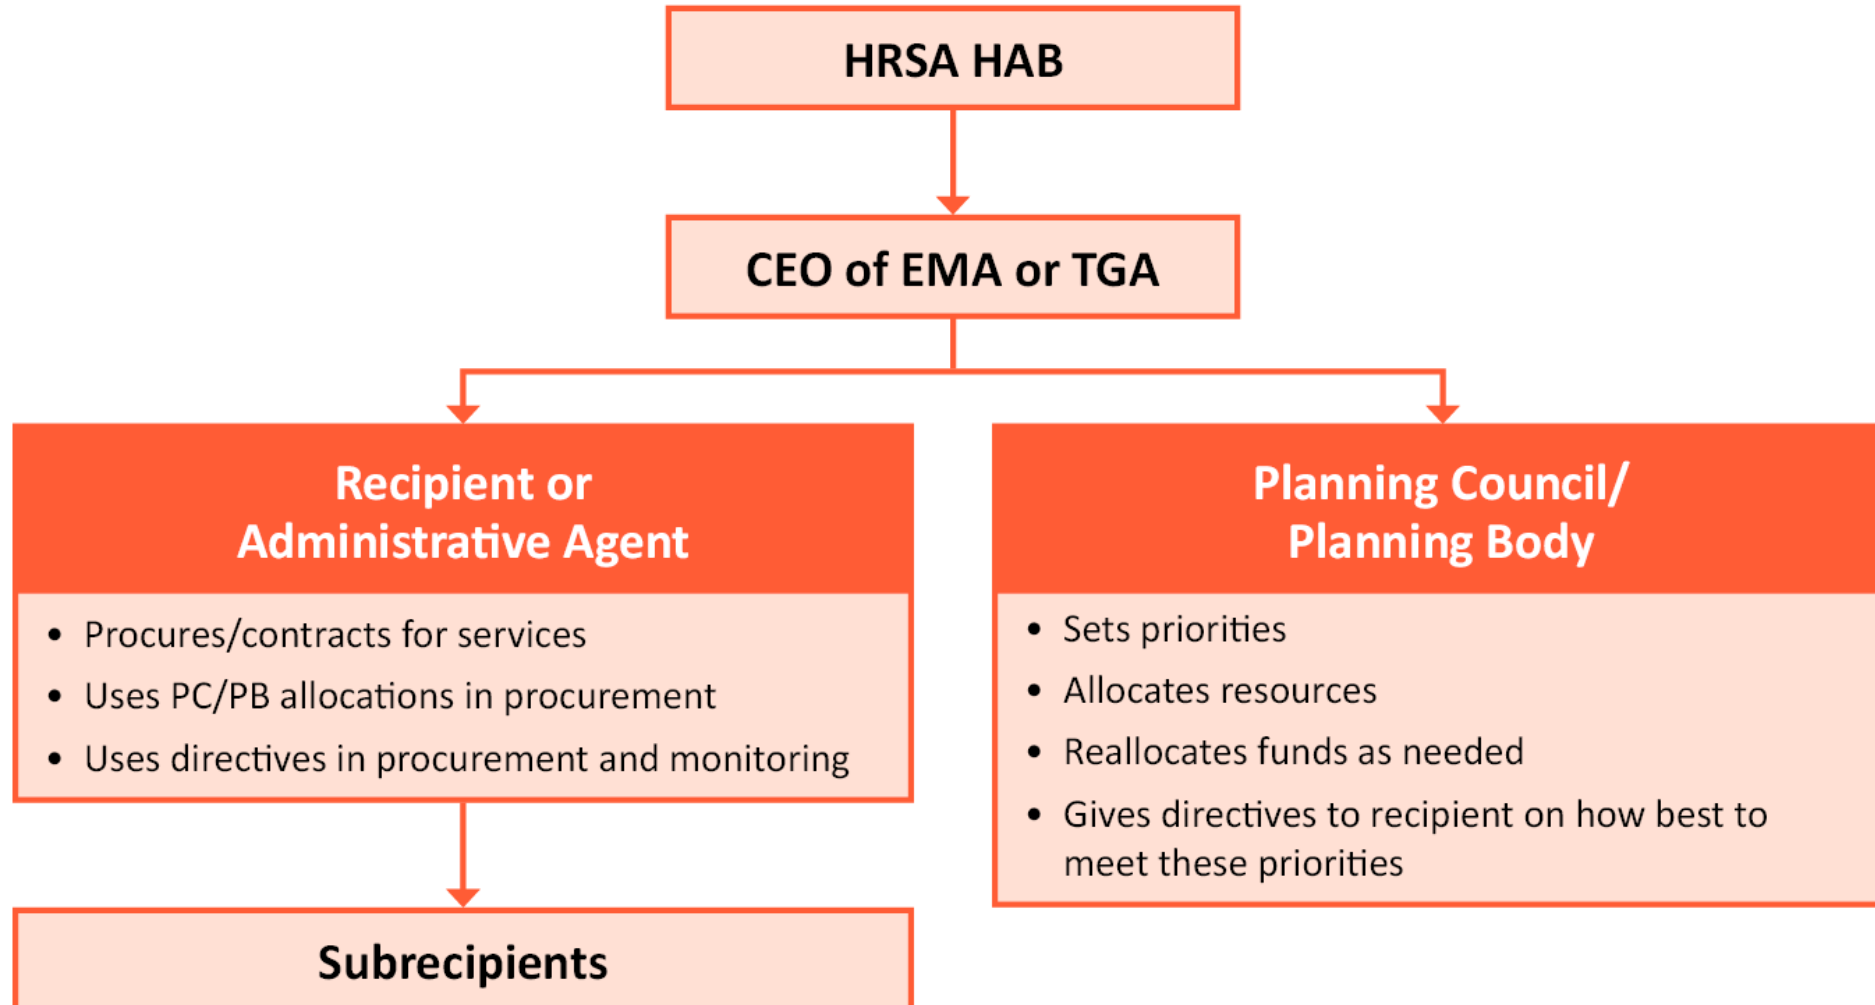 HRSA HAB
CEO of EMA or TGA
Recipient or
Administrative Agent
• Procures/contracts for services
• Uses PC/PB allocations in procurement
• Uses directives in procurement and monitoring
Planning Council/
Planning Body
• Sets priorities
• Allocates resources
• Reallocates funds as needed
• Gives directives to recipient on how best to
meet these priorities
Subrecipients